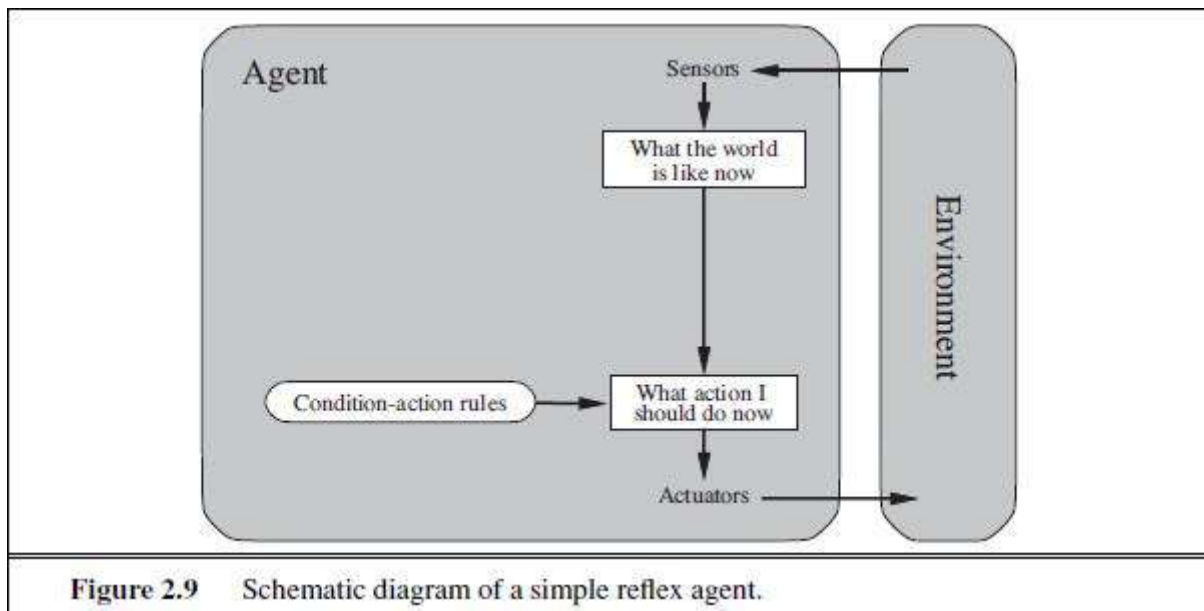 Agent
Sensors
What the world
is like now
Environment
Condition-action rules
What action I
should do now
Actuators
Figure 2.9 Schematic diagram of a simple reflex agent.